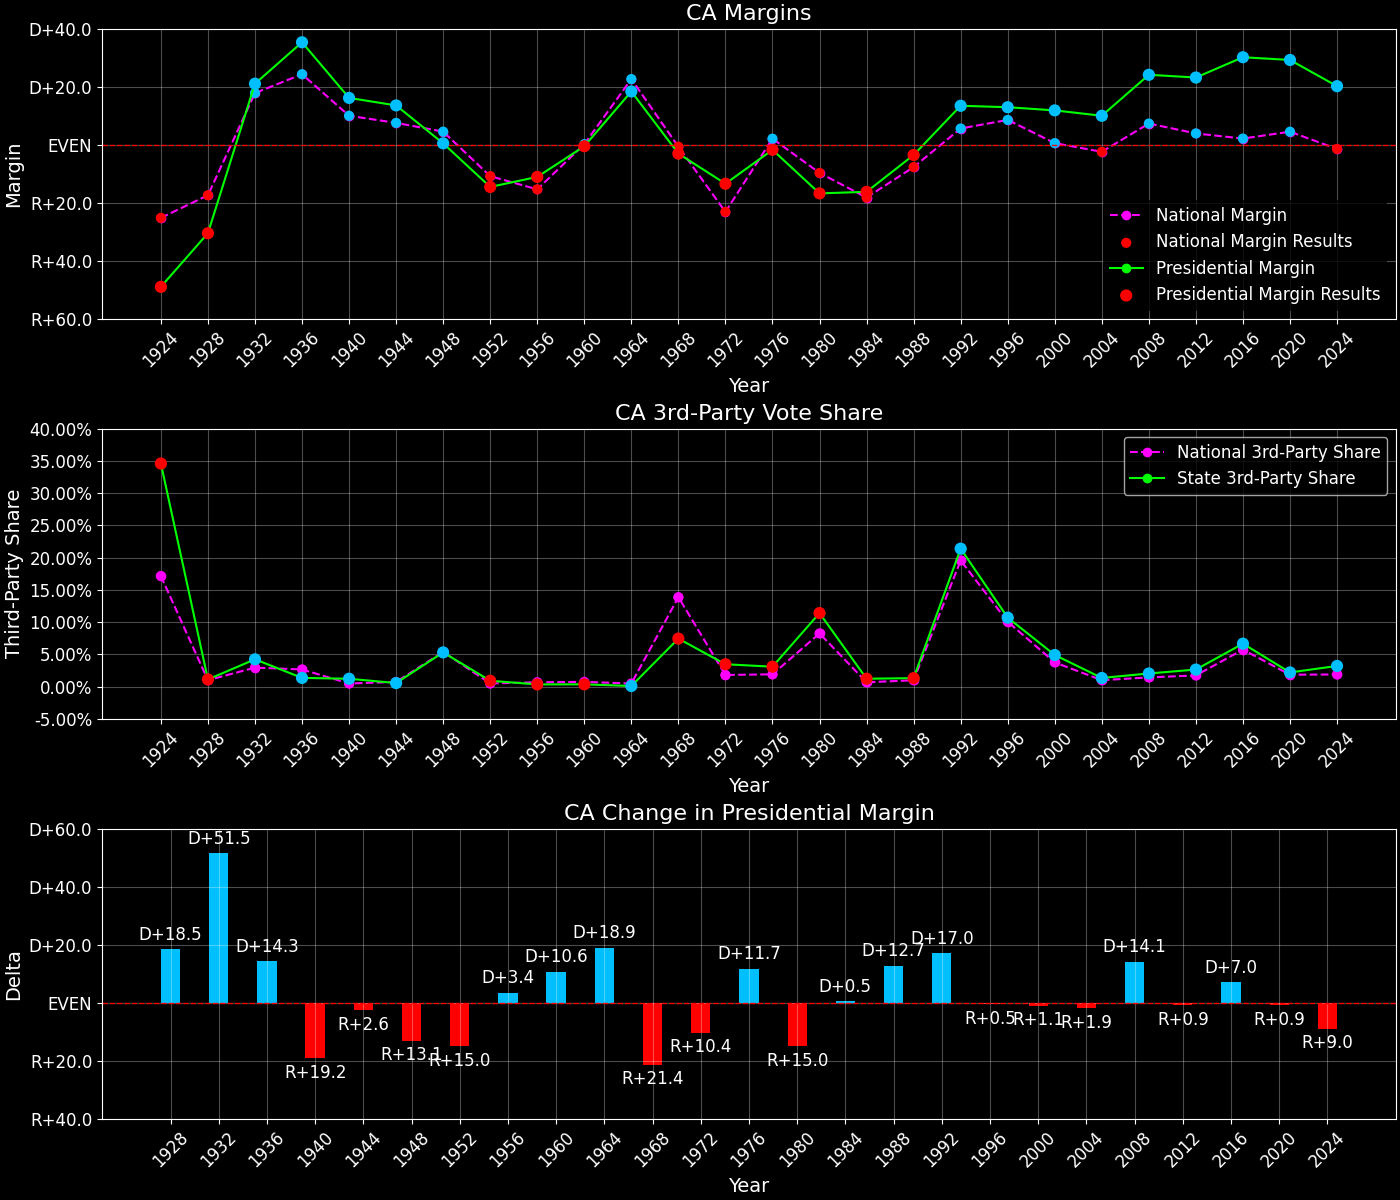 CA Margins
D+40.0
D+20.0
EVEN
R+20.0
R+40.0
R+60.0
Margin
National Margin
National Margin Results
Presidential Margin
Presidential Margin Results
1924 1928 1932 1936 1940 1944 1948 1952 1956 1960 1964 1968 1972 1976 1980 1984 1988 1992 1996 2000 2004 2008 2012 2016 2020 2024
Year
CA 3rd-Party Vote Share
40.00%
35.00%
30.00%
25.00%
20.00%
15.00%
10.00%
5.00%
0.00%
-5.00%
Third-Party Share
National 3rd-Party Share
State 3rd-Party Share
1924 1928 1932 1936 1940 1944 1948 1952 1956 1960 1964 1968 1972 1976 1980 1984 1988 1992 1996 2000 2004 2008 2012 2016 2020 2024
Year
CA Change in Presidential Margin
D+60.0
D+40.0
D+20.0
EVEN
R+20.0
R+40.0
Delta
D+18.5 D+51.5 D+14.3 R+19.2 R+2.6 R+13.1 R+15.0 D+3.4 D+10.6 D+18.9 R+21.4 R+10.4 D+11.7 R+15.0 D+0.5 D+12.7 D+17.0 R+0.5 R+1.1 R+1.9 D+14.1 R+0.9 D+7.0 R+0.9 R+9.0
1928 1932 1936 1940 1944 1948 1952 1956 1960 1964 1968 1972 1976 1980 1984 1988 1992 1996 2000 2004 2008 2012 2016 2020 2024
Year